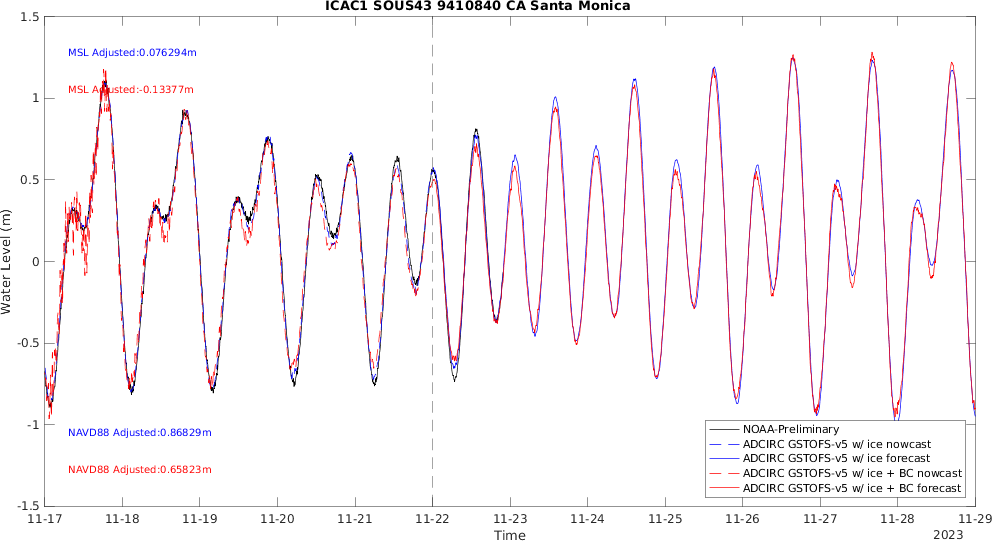 ICAC1 SOUS43 9410840 CA Santa Monica
1.5
1
0.5
0
-0.5
-1
-1.5
Water Level (m)
MSL Adjusted:0.076294m
MSL Adjusted:-0.13377m
NAVD88 Adjusted:0.86829m
NAVD88 Adjusted:0.65823m
NOAA-Preliminary
ADCIRC GSTOFS-v5 w/ ice nowcast
ADCIRC GSTOFS-v5 w/ ice forecast
ADCIRC GSTOFS-v5 w/ ice + BC nowcast
ADCIRC GSTOFS-v5 w/ ice + BC forecast
11-17 11-18 11-19 11-20 11-21 11-22 11-23 11-24 11-25 11-26 11-27 11-28 11-29
Time
2023